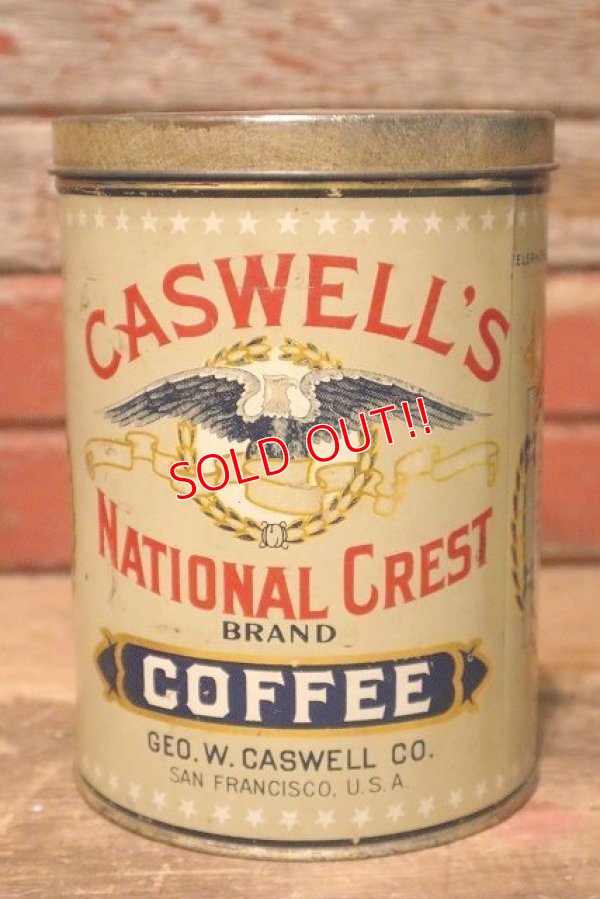 CASWELL'S
SOLD OUT!!
NATIONAL CREST
BRAND
COFFEE
GEO. W. CASWELL CO.
SAN FRANCISCO, U.S.A.